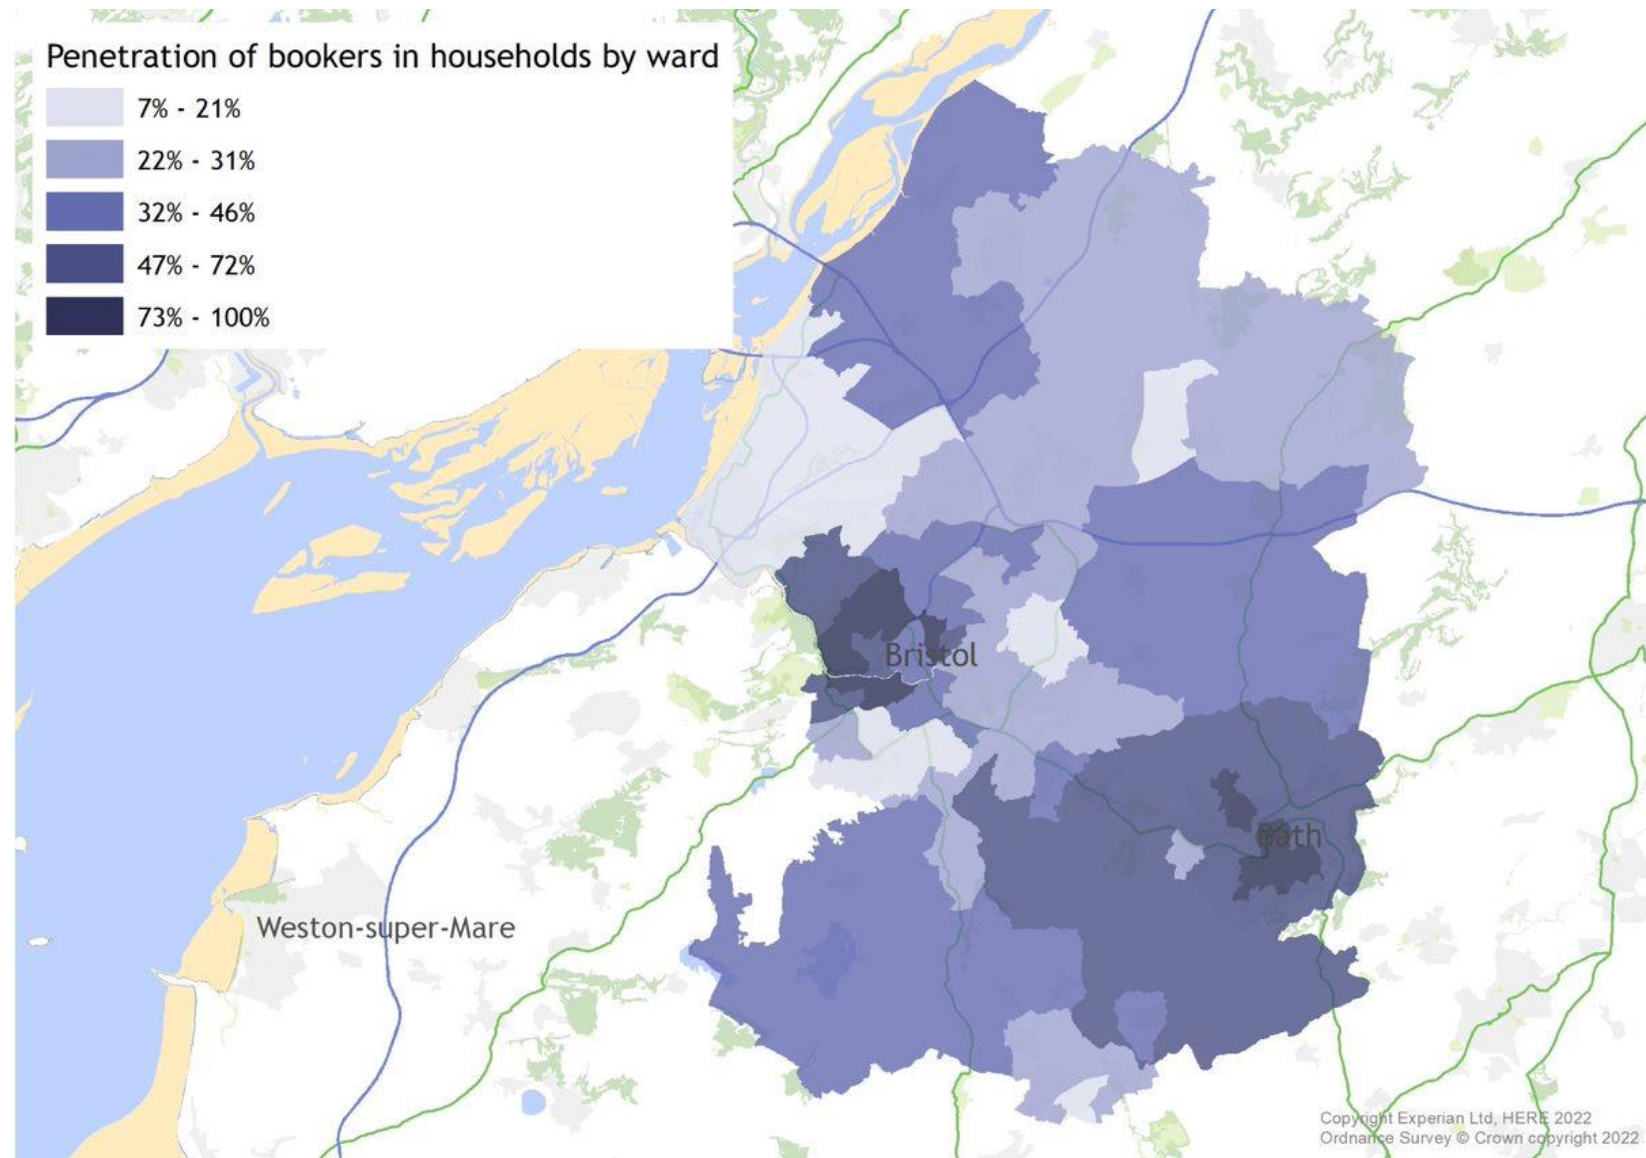 Penetration of bookers in households by ward
7% - 21%
22% - 31%
32% - 46%
47% - 72%
73% - 100%
Bristol
Bath
Weston-super-Mare
Copyright Experian Ltd, HERE 2022
Ordnance Survey © Crown copyright 2022